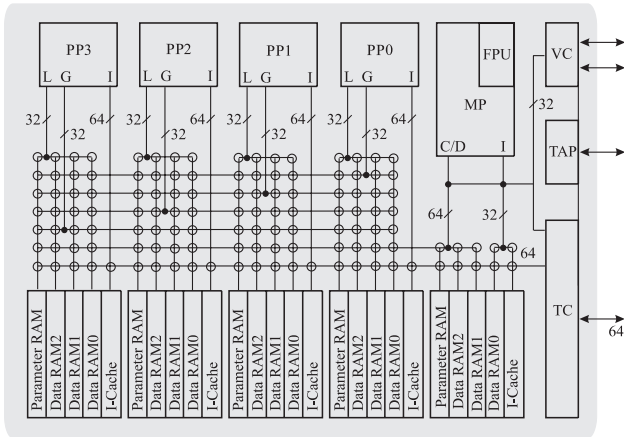 PP3 PP2 PP1 PP0 FPU VC
MP
L G I L G I L G I L G I
32 64 32 64 32 64 32 64 32
32 32 32 32
TAP
C/D I
64 32
64
TC
64
Parameter RAM
Data RAM2
Data RAM1
Data RAM0
I-Cache
Parameter RAM
Data RAM2
Data RAM1
Data RAM0
I-Cache
Parameter RAM
Data RAM2
Data RAM1
Data RAM0
I-Cache
Parameter RAM
Data RAM2
Data RAM1
Data RAM0
I-Cache
Parameter RAM
Data RAM2
Data RAM1
Data RAM0
I-Cache